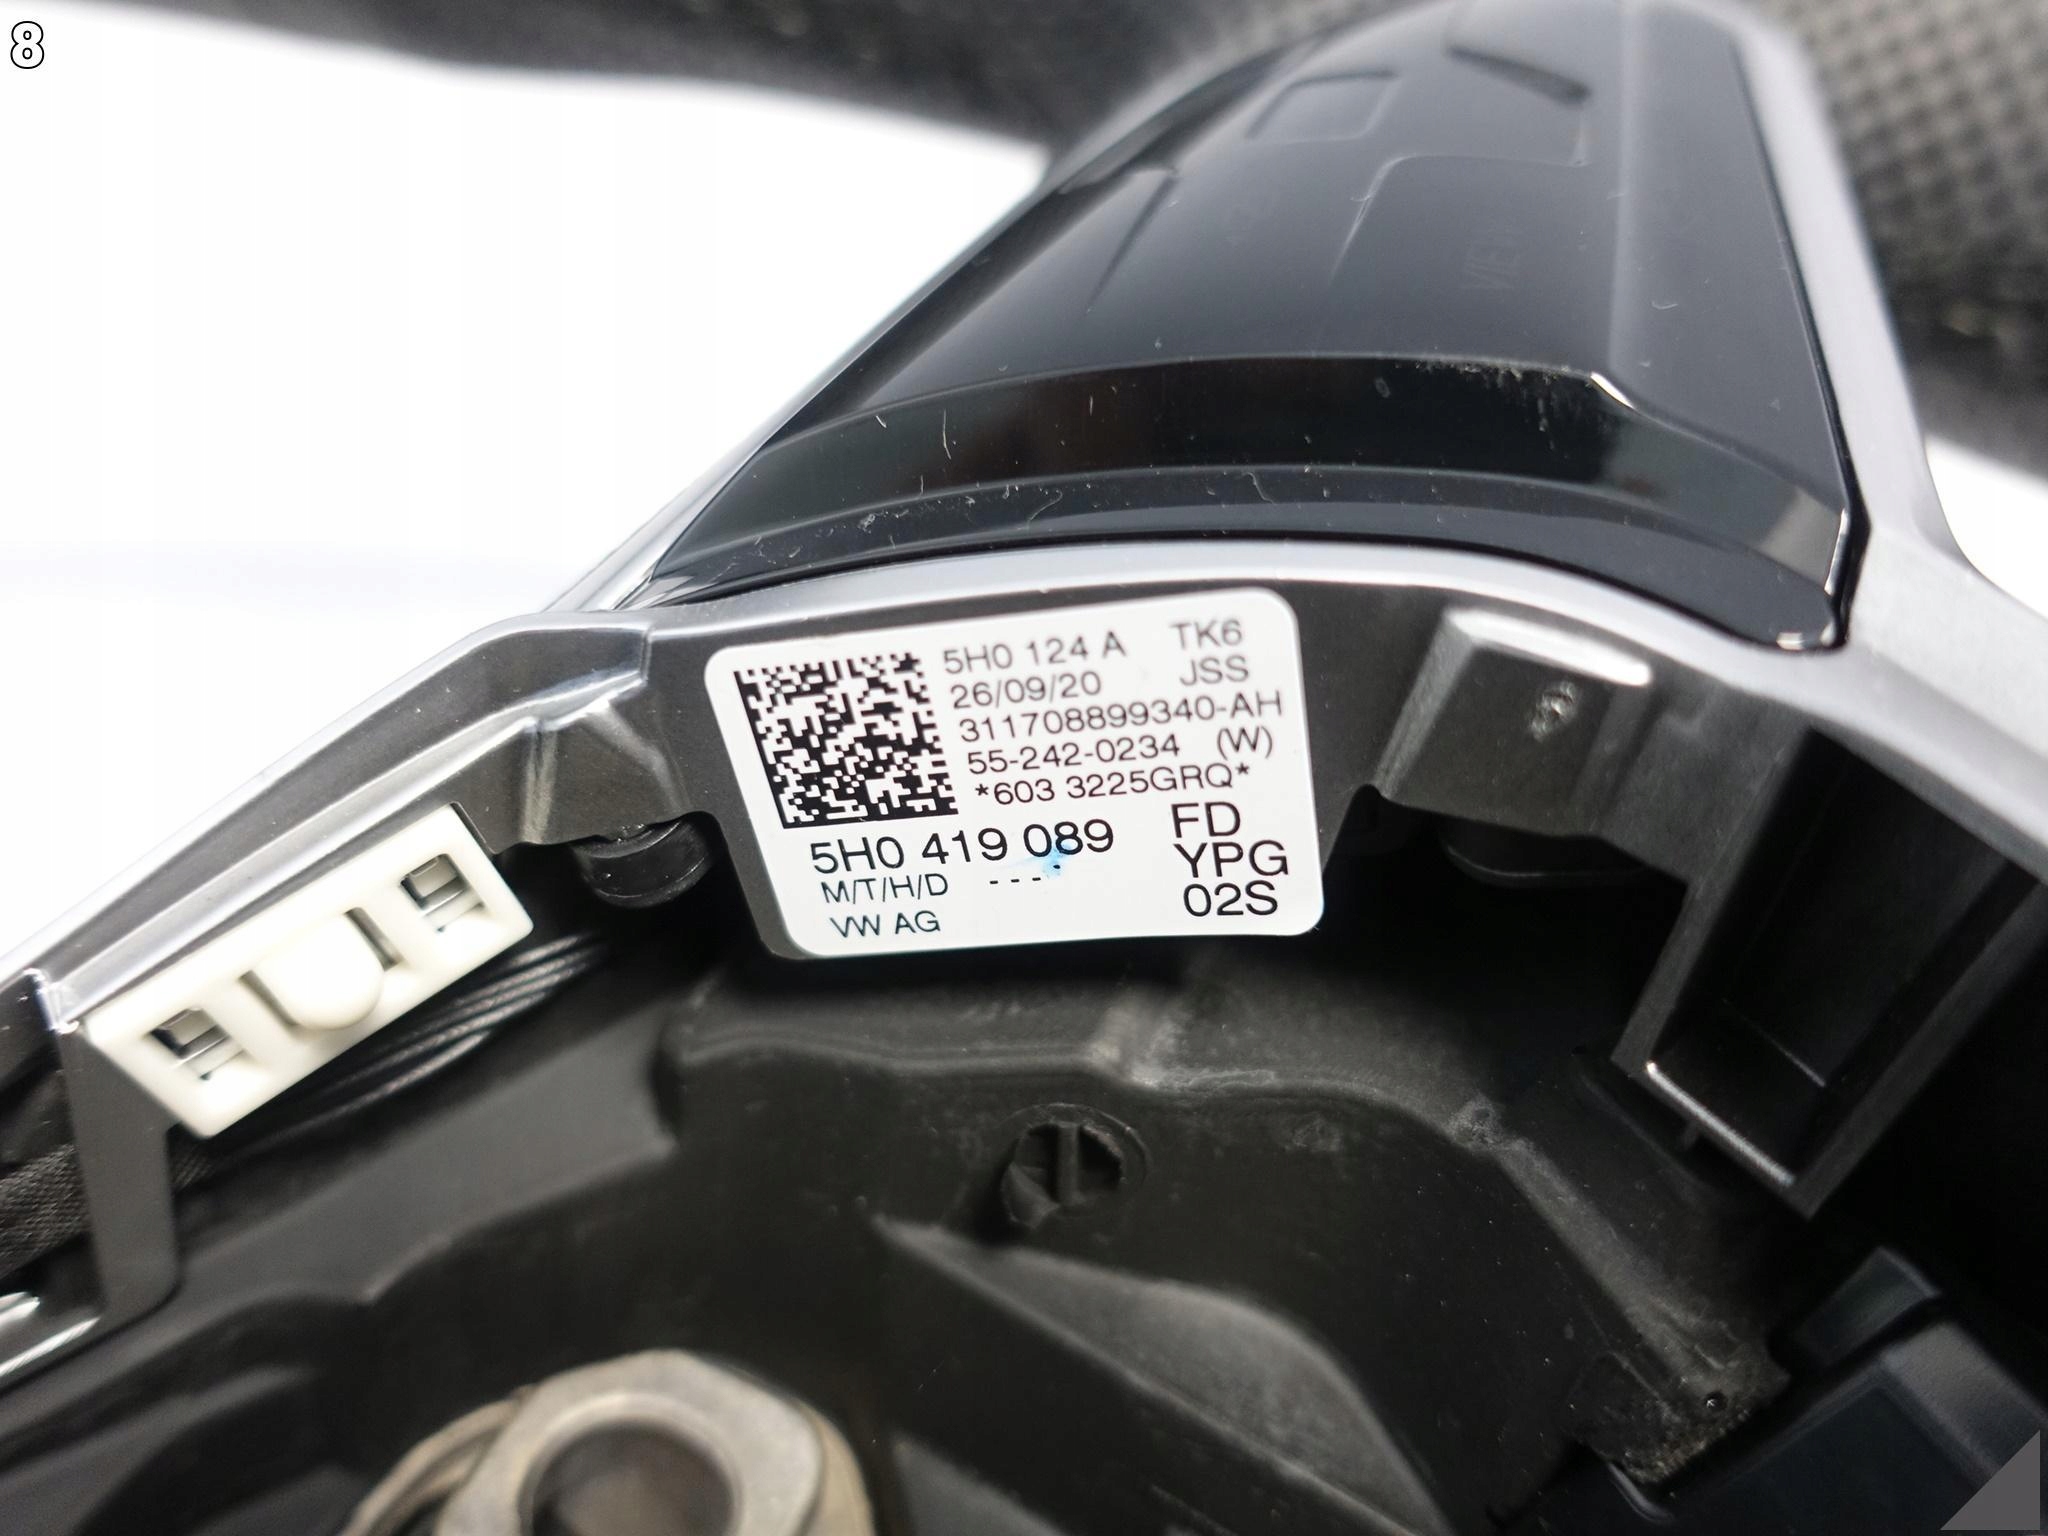 8
VIEW
5H0 124 A TK6
26/09/20 JSS
311708899340-AH
55-242-0234 (W)
*603 3225GRQ*
5H0 419 089 FD
M/T/H/D ---- YPG
VW AG 02S